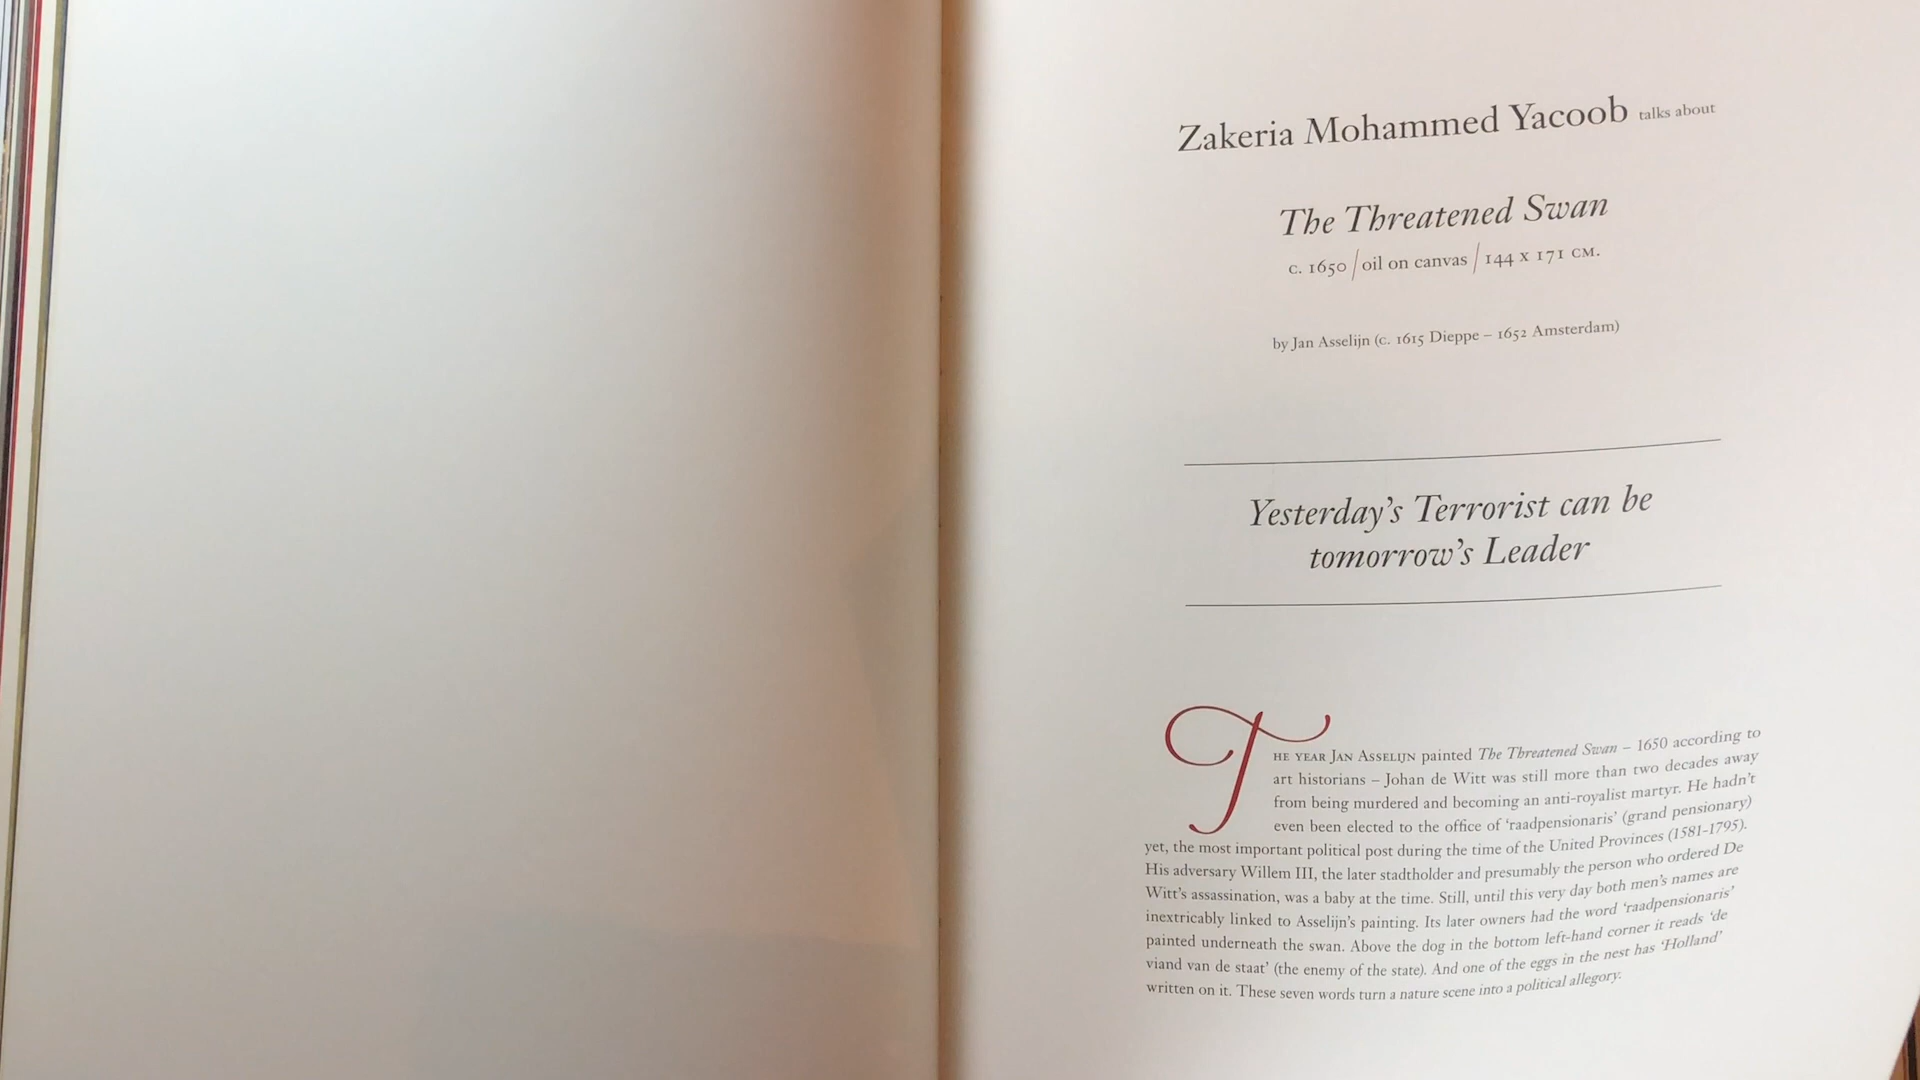 Zakeria Mohammed Yacoob talks about
The Threatened Swan
c. 1650 / oil on canvas / 144 x 171 CM.
by Jan Asselijn (c. 1615 Dieppe – 1652 Amsterdam)
Yesterday's Terrorist can be
tomorrow's Leader
THE YEAR JAN ASSELIJN painted The Threatened Swan – 1650 according to
art historians – Johan de Witt was still more than two decades away
from being murdered and becoming an anti-royalist martyr. He hadn't
even been elected to the office of 'raadpensionaris' (grand pensionary)
yet, the most important political post during the time of the United Provinces (1581-1795).
His adversary Willem III, the later stadtholder and presumably the person who ordered De
Witt's assassination, was a baby at the time. Still, until this very day both men's names are
inextricably linked to Asselijn's painting. Its later owners had the word 'raadpensionaris'
painted underneath the swan. Above the dog in the bottom left-hand corner it reads 'de
viand van de staat' (the enemy of the state). And one of the eggs in the nest has 'Holland'
written on it. These seven words turn a nature scene into a political allegory.